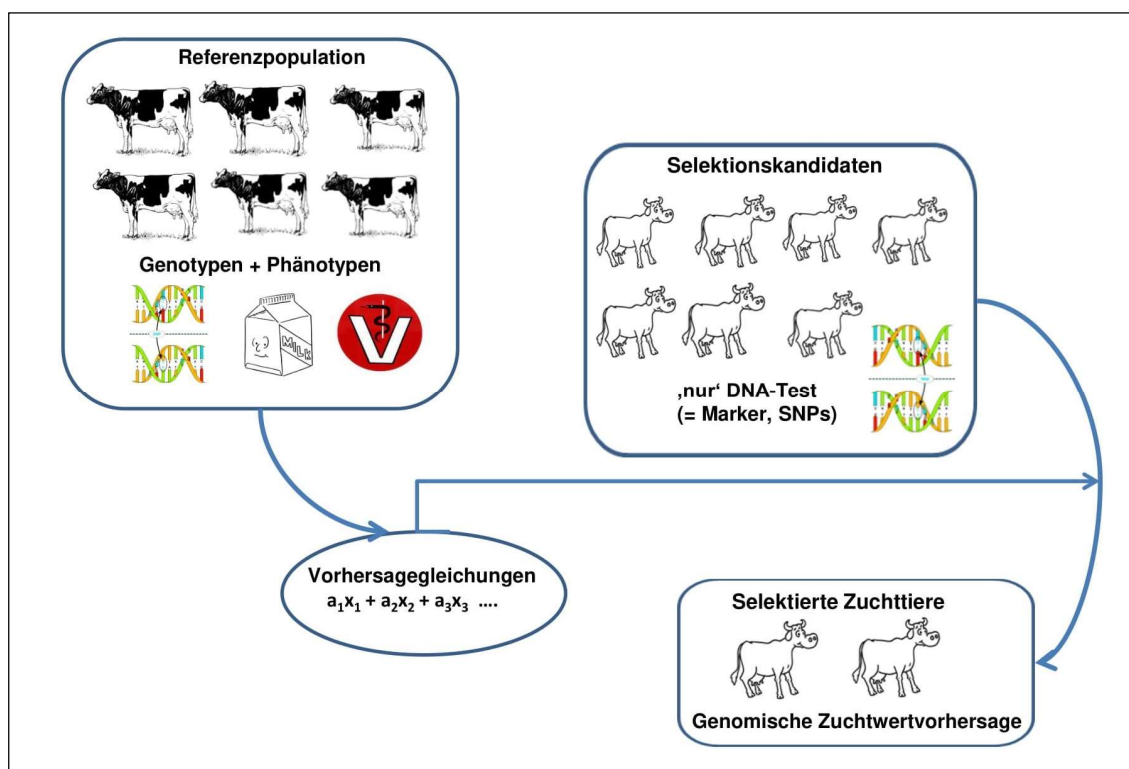 Referenzpopulation
Genotypen + Phänotypen
MILK
V
Selektionskandidaten
‚nur‘ DNA-Test
(= Marker, SNPs)
Vorhersagegleichungen
a₁x₁ + a₂x₂ + a₃x₃ ....
Selektierte Zuchttiere
Genomische Zuchtwertvorhersage